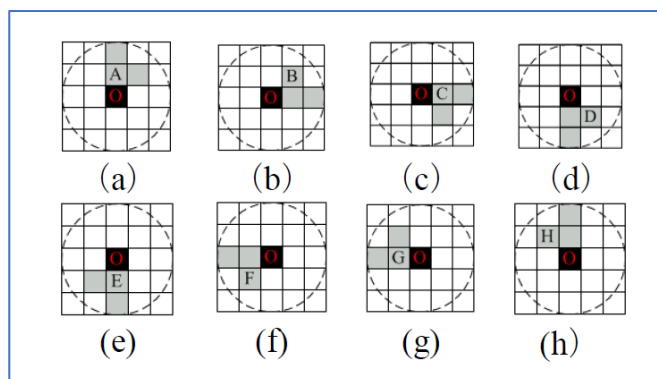 A
O
B
O
O C
O
D
(a) (b) (c) (d)
O
E
O
F
G O
H
O
(e) (f) (g) (h)